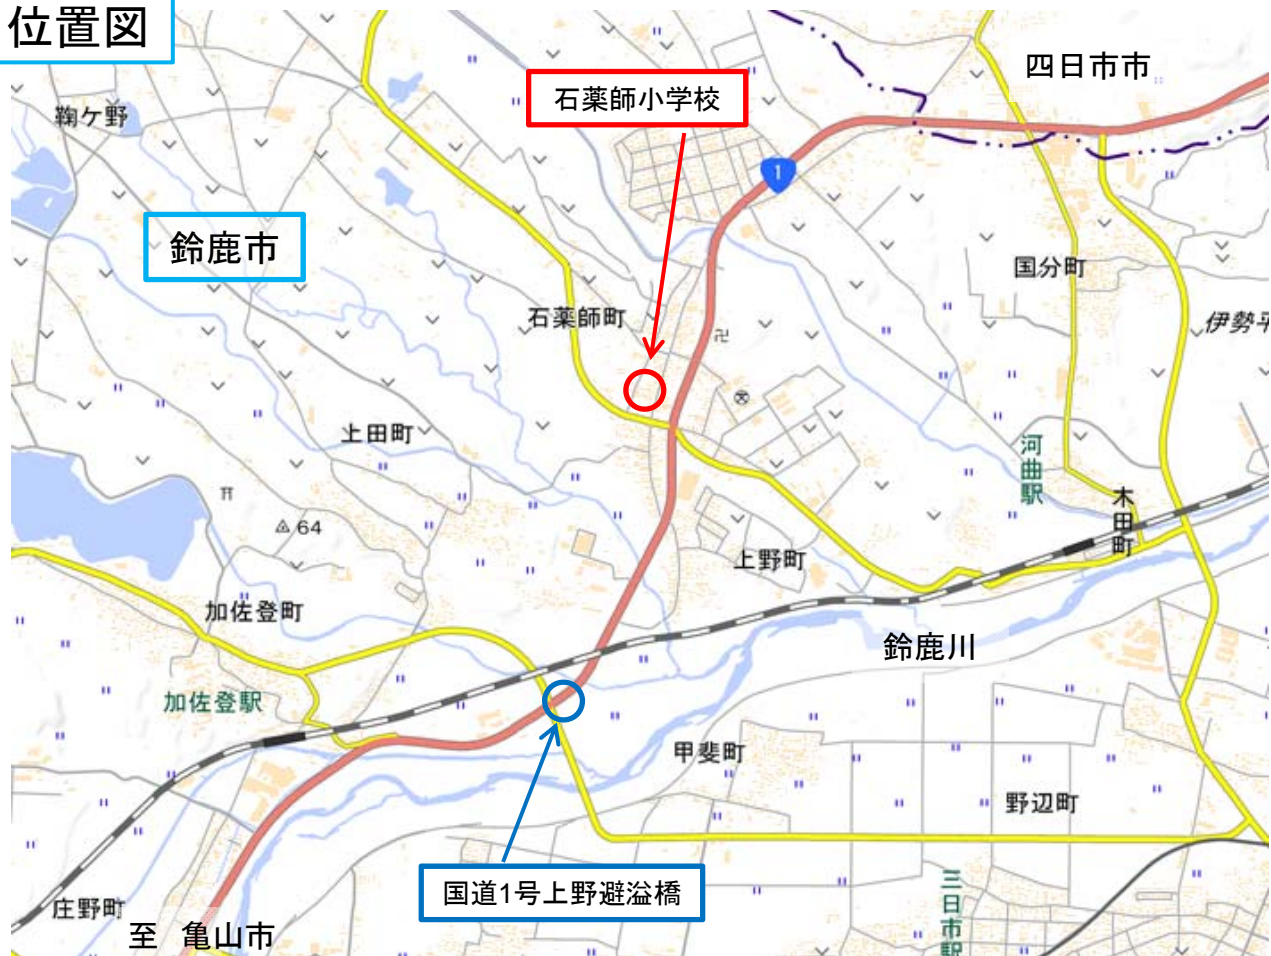 位置図
四日市市
石薬師小学校
鞠ケ野
1
鈴鹿市
国分町
石薬師町
伊勢平
上田町
河曲駅
木田町
64
上野町
加佐登町
鈴鹿川
加佐登駅
甲斐町
野辺町
国道1号上野避溢橋
三日市駅
庄野町
至 亀山市